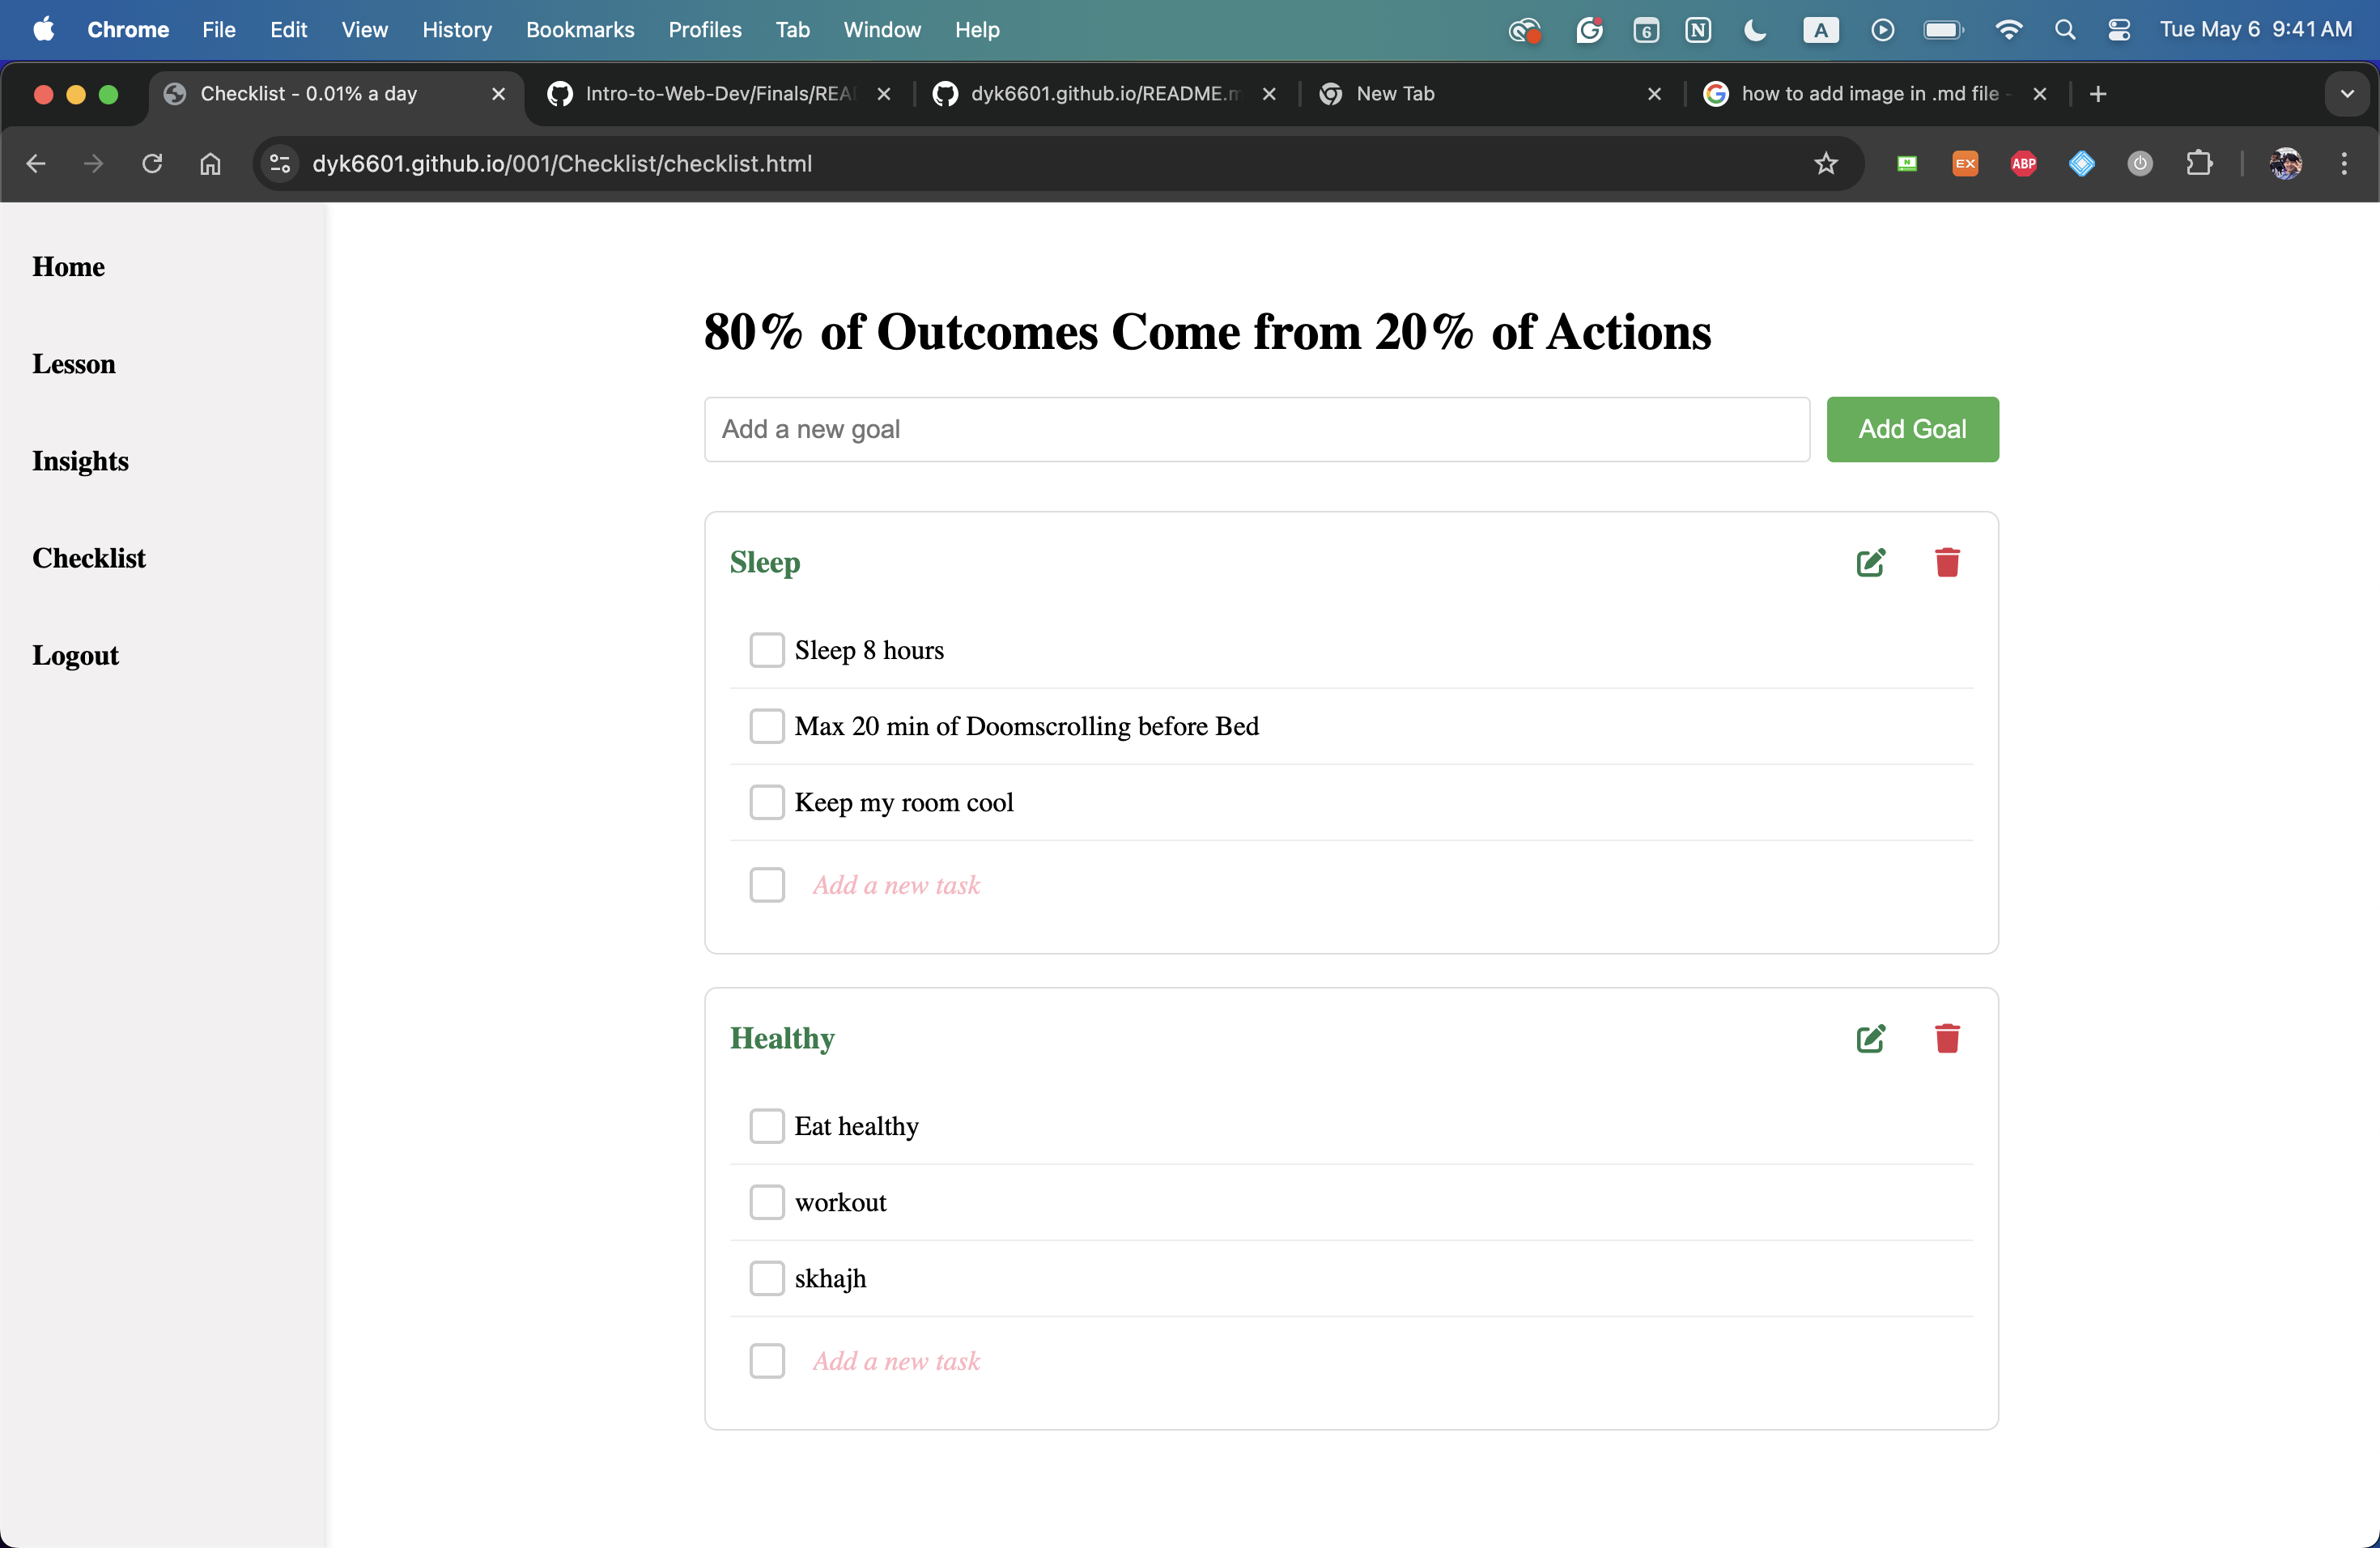 Chrome File Edit View History Bookmarks Profiles Tab Window Help 6 N A Tue May 6 9:41 AM
Checklist - 0.01% a day Intro-to-Web-Dev/Finals/REA dyk6601.github.io/README.m New Tab how to add image in .md file -
dyk6601.github.io/001/Checklist/checklist.html N EX ABP
Home
Lesson
Insights
Checklist
Logout
80% of Outcomes Come from 20% of Actions
Add a new goal Add Goal
Sleep
Sleep 8 hours
Max 20 min of Doomscrolling before Bed
Keep my room cool
Add a new task
Healthy
Eat healthy
workout
skhajh
Add a new task